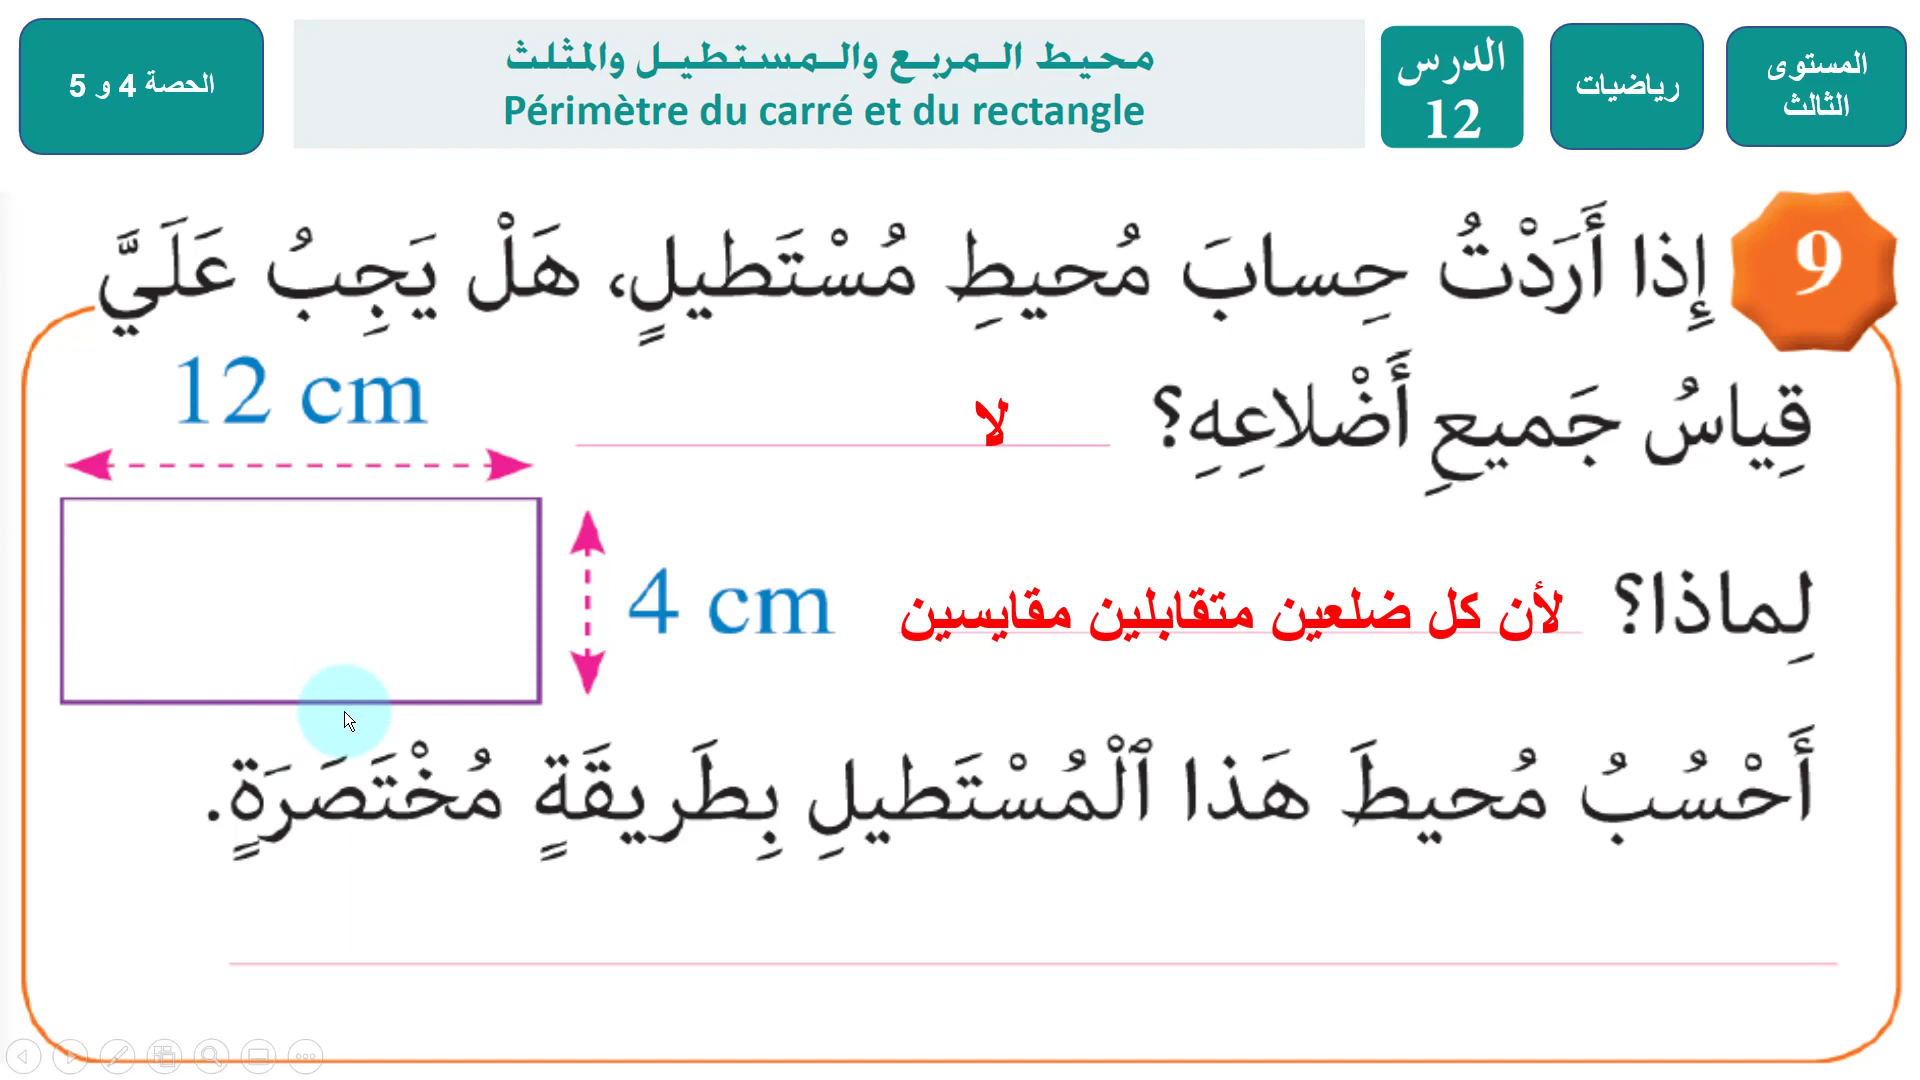 المستوى
الثالث
رياضيات
الدرس
12
محيط المربع والمستطيل والمثلث
Périmètre du carré et du rectangle
الحصة 4 و 5
9
إِذا أَرَدْتُ حِسابَ مُحيطِ مُسْتَطيلٍ، هَلْ يَجِبُ عَلَيَّ
قِياسُ جَميعِ أَضْلاعِهِ؟ لا
12 cm
لِماذا؟ لأن كل ضلعين متقابلين مقايسين
4 cm
أَحْسُبُ مُحيطَ هَذا ٱلْمُسْتَطيلِ بِطَريقَةٍ مُخْتَصَرَةٍ.